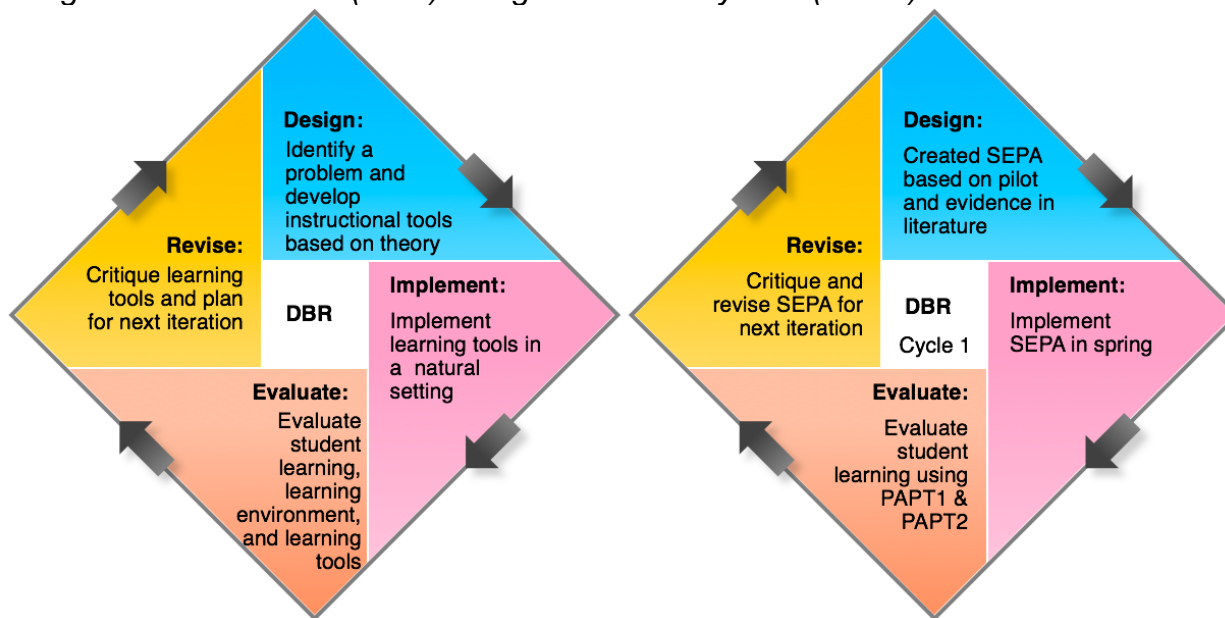 Design:
Identify a
problem and
develop
instructional tools
based on theory
Revise:
Critique learning
tools and plan
for next iteration
DBR
Implement:
Implement
learning tools in
a natural
setting
Evaluate:
Evaluate
student
learning,
learning
environment,
and learning
tools
Design:
Created SEPA
based on pilot
and evidence in
literature
Revise:
Critique and
revise SEPA for
next iteration
DBR
Cycle 1
Implement:
Implement
SEPA in spring
Evaluate:
Evaluate
student
learning using
PAPT1 &
PAPT2